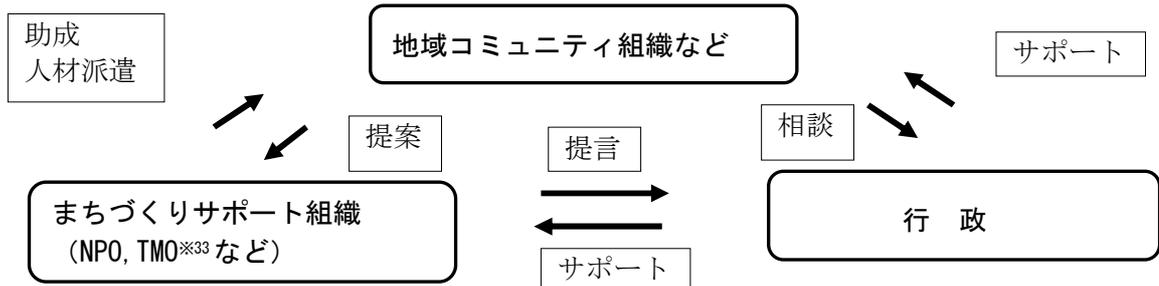 助成
人材派遣
地域コミュニティ組織など
サポート
提案
提言
相談
まちづくりサポート組織
（NPO,TMO※33など）
行　政
サポート